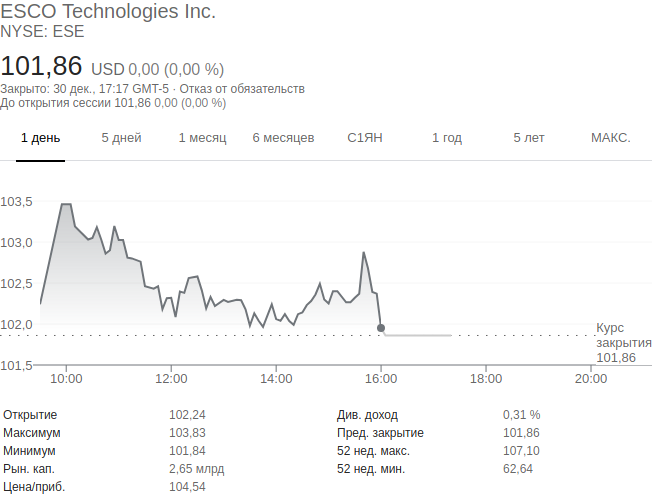 ESCO Technologies Inc.
NYSE: ESE
101,86 USD 0,00 (0,00 %)
Закрыто: 30 дек., 17:17 GMT-5 · Отказ от обязательств
До открытия сессии 101,86 0,00 (0,00 %)
1 день 5 дней 1 месяц 6 месяцев С1ЯН 1 год 5 лет МАКС.
103,5
103,0
102,5
102,0
101,5
Курс
закрытия
101,86
10:00 12:00 14:00 16:00 18:00 20:00
Открытие 102,24 Див. доход 0,31 %
Максимум 103,83 Пред. закрытие 101,86
Минимум 101,84 52 нед. макс. 107,10
Рын. кап. 2,65 млрд 52 нед. мин. 62,64
Цена/приб. 104,54